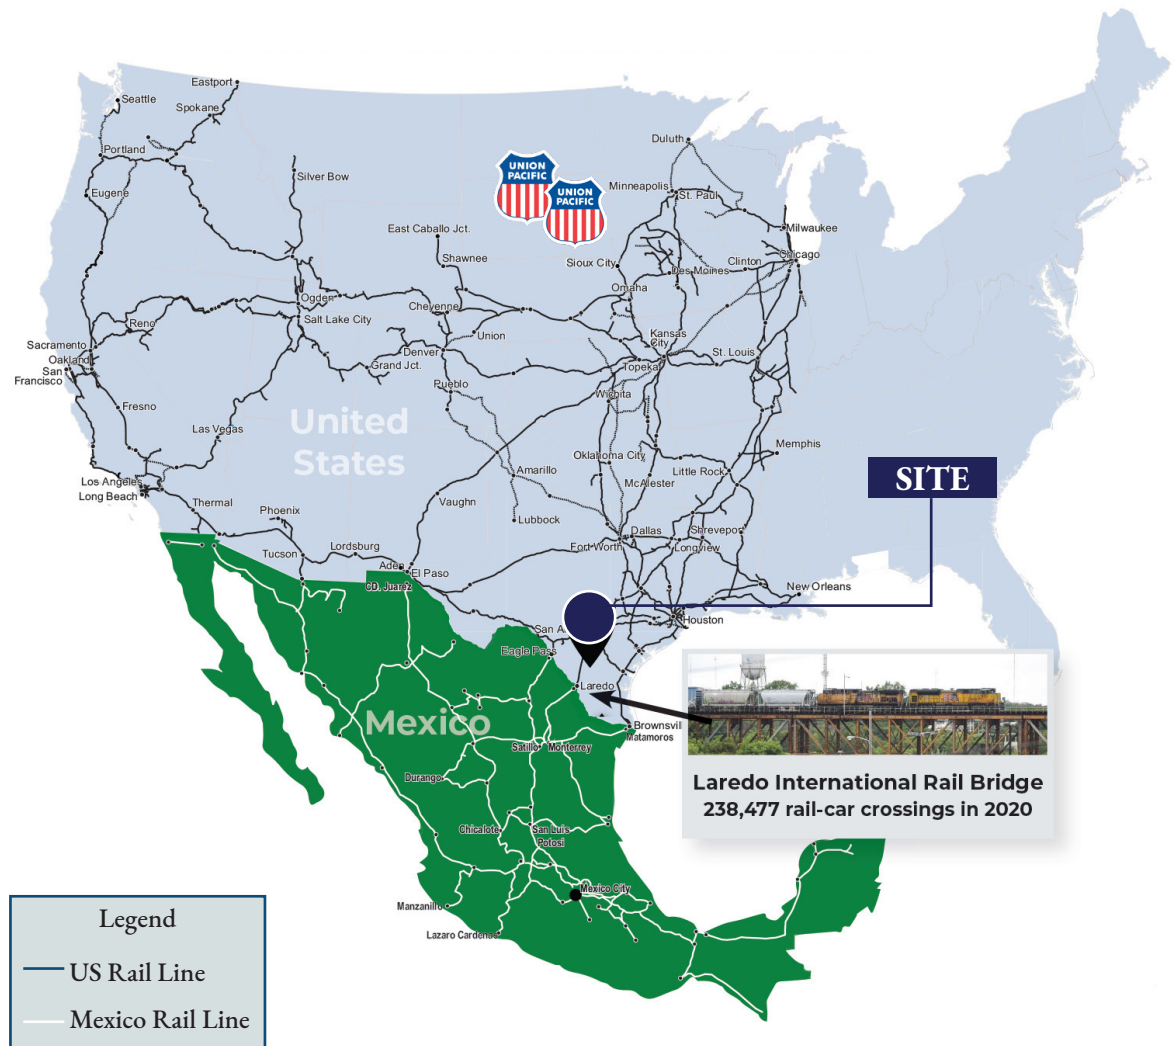 Eastport
Seattle
Spokane
Portland
Eugene
Silver Bow
Duluth
UNION
PACIFIC
UNION
PACIFIC
Minneapolis
St. Paul
East Caballo Jct.
Shawnee
Milwaukee
Chicago
Sioux City
Des Moines
Clinton
Omaha
Ogden
Cheyenne
Salt Lake City
Reno
Union
Kansas
City
Sacramento
Oakland
San
Francisco
Denver
Grand Jct.
St. Louis
Topeka
Pueblo
Wichita
Fresno
United
States
Las Vegas
Memphis
Oklahoma City
Amarillo
Little Rock
McAlester
SITE
Los Angeles
Long Beach
Thermal
Vaughn
Phoenix
Lubbock
Dallas
Shreveport
Fort Worth
Longview
Lordsburg
Tucson
Aden
El Paso
CD. Juarez
New Orleans
Houston
San A
Eagle Pass
Laredo
Mexico
Brownsvil
Matamoros
Satillo
Monterrey
Durango
Laredo International Rail Bridge
238,477 rail-car crossings in 2020
Chicalote
San Luis
Potosi
Mexico City
Manzanillo
Lazaro Cardenas
Legend
US Rail Line
Mexico Rail Line